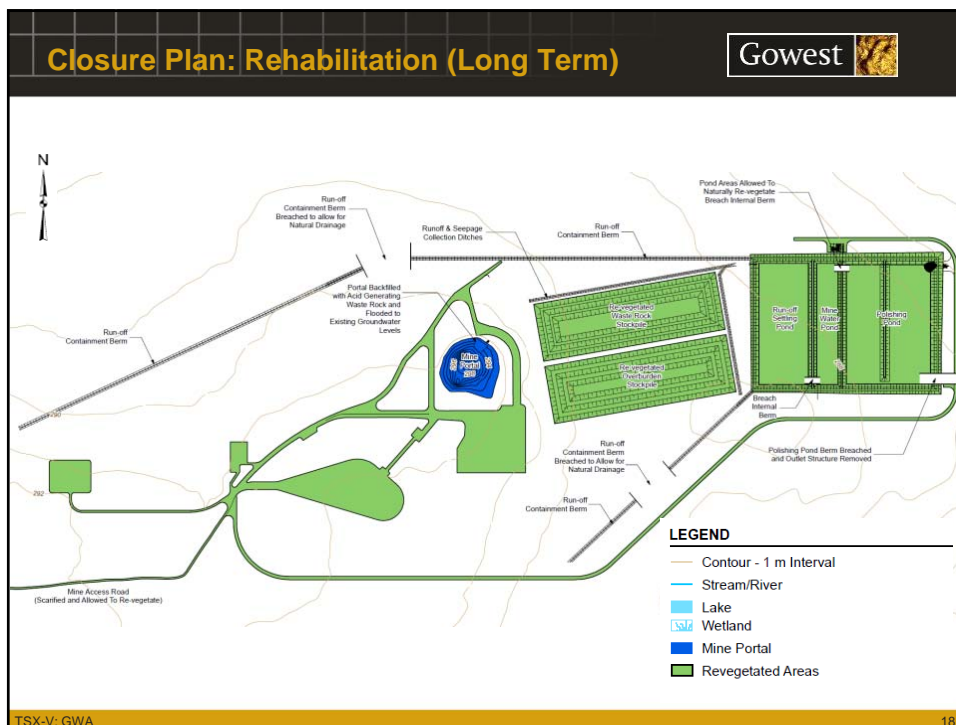 Closure Plan: Rehabilitation (Long Term)
Gowest
N
Pond Areas Allowed To
Naturally Re-vegetate
Breach Internal Berm
Run-off
Containment Berm
Breached to allow for
Natural Drainage
Runoff & Seepage
Collection Ditches
Run-off
Containment Berm
Portal Backfilled
with Acid Generating
Waste Rock and
Flooded to
Existing Groundwater
Levels
Run-off
Containment Berm
Re-vegetated
Waste Rock
Stockpile
Run-off
Settling
Pond
Mine
Water
Pond
Polishing
Pond
Mine
Portal
Re-vegetated
Overburden
Stockpile
290
Breach
Internal
Berm
Run-off
Containment Berm
Breached to Allow for
Natural Drainage
Polishing Pond Berm Breached
and Outlet Structure Removed
292
Run-off
Containment Berm
Mine Access Road
(Scarified and Allowed To Re-vegetate)
LEGEND
Contour - 1 m Interval
Stream/River
Lake
Wetland
Mine Portal
Revegetated Areas
TSX-V: GWA
18